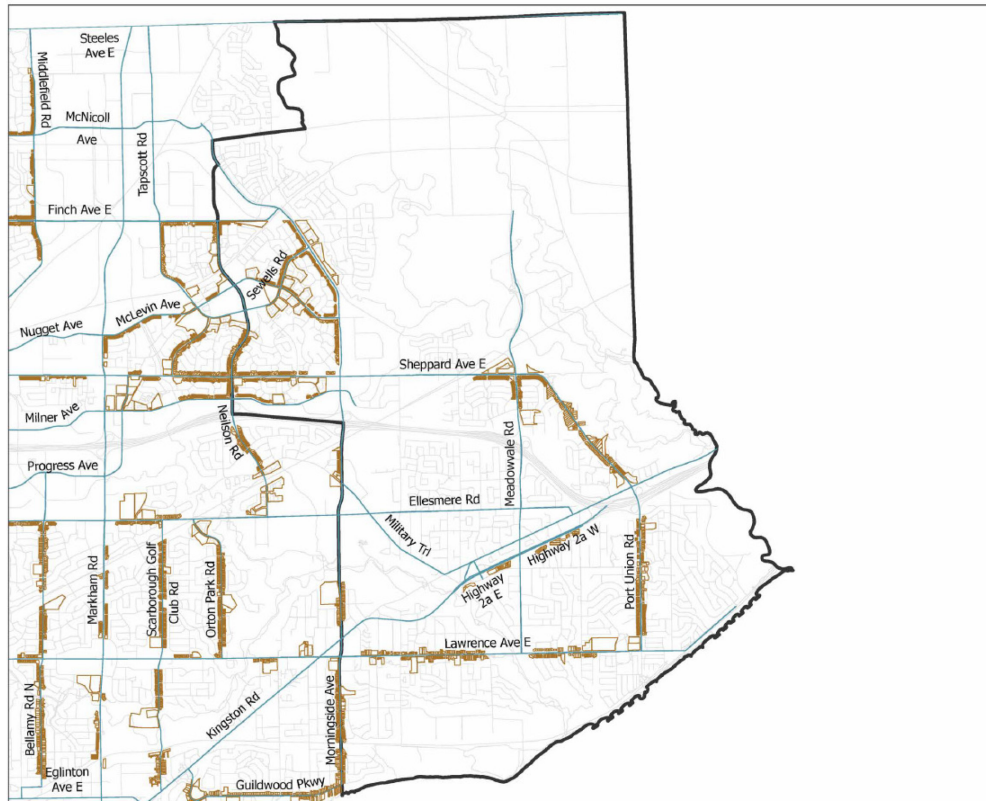 Steeles
Ave E
Middlefield Rd
McNicoll
Ave
Tapscott Rd
Finch Ave E
Sewells Rd
McLevin Ave
Nugget Ave
Sheppard Ave E
Milner Ave
Neilson Rd
Meadowvale Rd
Progress Ave
Ellesmere Rd
Military Trl
Highway 2a W
Highway
2a E
Port Union Rd
Markham Rd
Scarborough Golf
Club Rd
Orton Park Rd
Lawrence Ave E
Bellamy Rd N
Kingston Rd
Morningside Ave
Eglinton
Ave E
Guildwood Pkwy